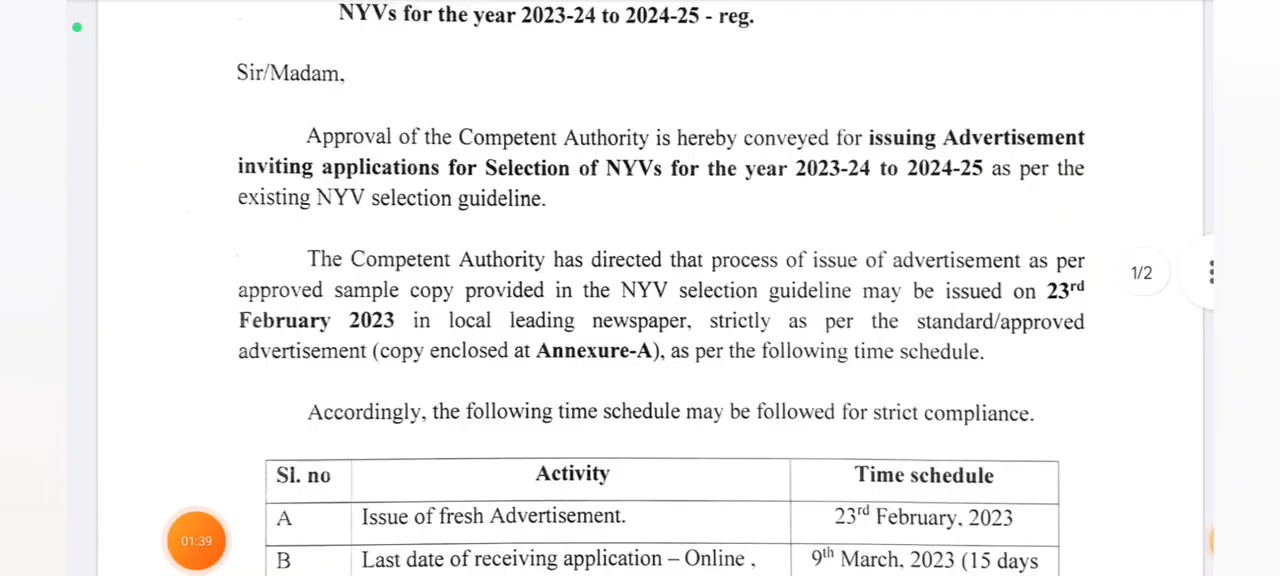 NYVs for the year 2023-24 to 2024-25 - reg.
Sir/Madam,
Approval of the Competent Authority is hereby conveyed for issuing Advertisement
inviting applications for Selection of NYVs for the year 2023-24 to 2024-25 as per the
existing NYV selection guideline.
The Competent Authority has directed that process of issue of advertisement as per
approved sample copy provided in the NYV selection guideline may be issued on 23rd
February 2023 in local leading newspaper, strictly as per the standard/approved
advertisement (copy enclosed at Annexure-A), as per the following time schedule.
1/2
Accordingly, the following time schedule may be followed for strict compliance.
Sl. no Activity Time schedule
A Issue of fresh Advertisement. 23rd February, 2023
B Last date of receiving application – Online , 9th March, 2023 (15 days
01:39